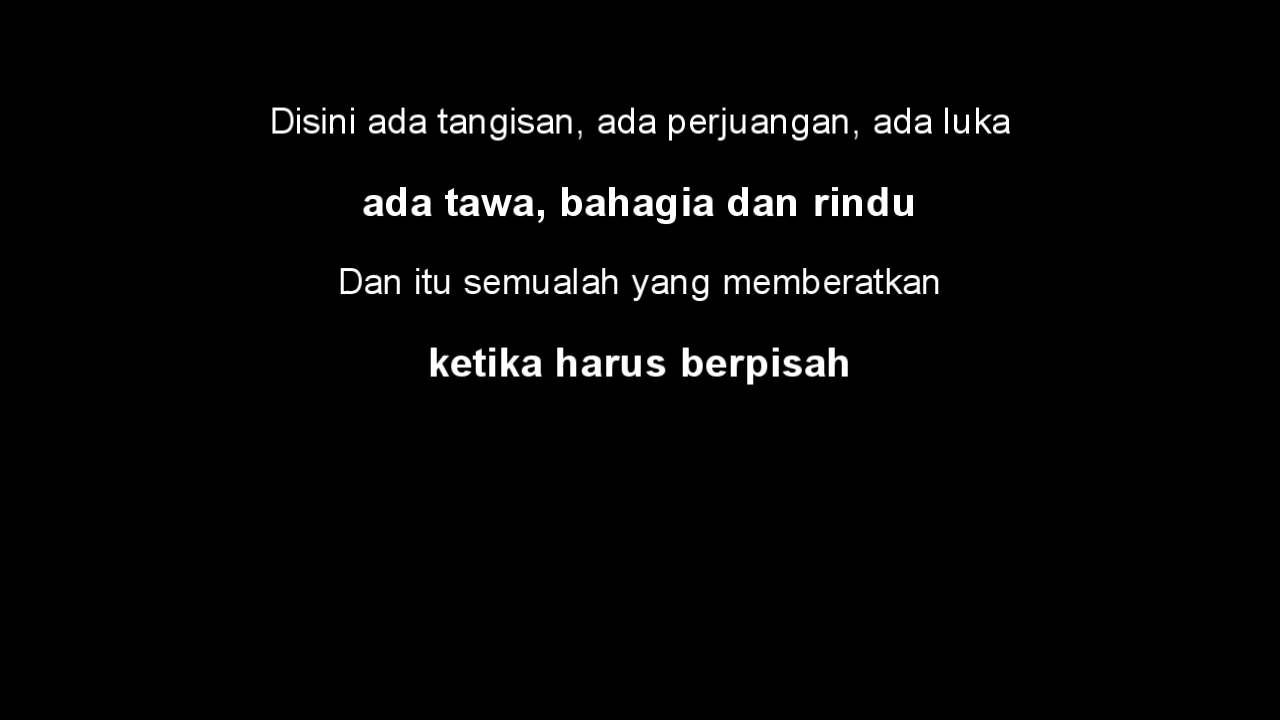 Disini ada tangisan, ada perjuangan, ada luka
ada tawa, bahagia dan rindu
Dan itu semualah yang memberatkan
ketika harus berpisah